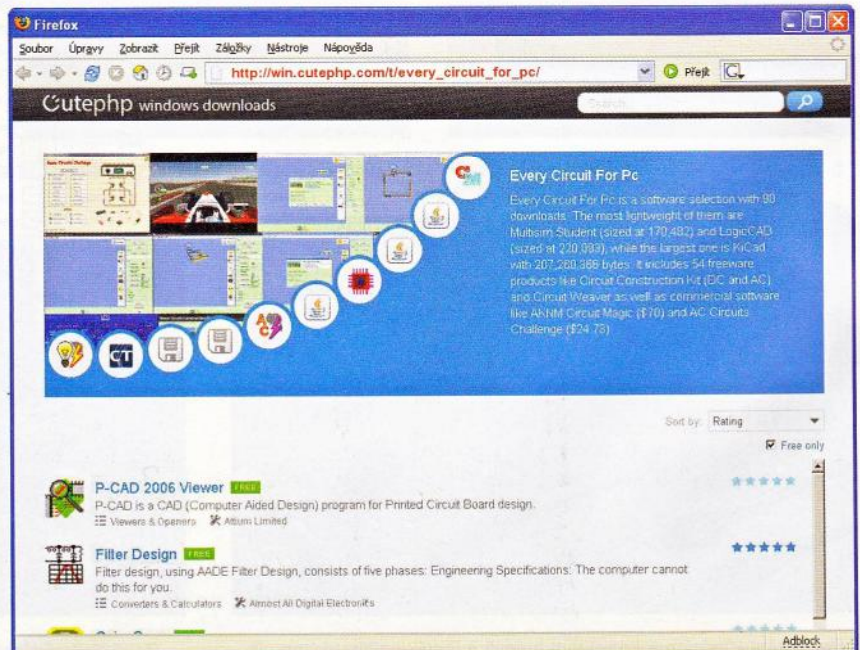 Firefox
Soubor Úpravy Zobrazit Přejít Záložky Nástroje Nápověda
http://win.cutephp.com/t/every_circuit_for_pc/ Přejít
Cutephp windows downloads
Search...
Every Circuit For Pc
Every Circuit For Pc is a software selection with 90
downloads. The most lightweight of them are
Multisim Student (sized at 170,482) and LogicCAD
(sized at 220,993), while the largest one is KiCad
with 207,260,366 bytes. It includes 54 freeware
products like Circuit Construction Kit (DC and AC)
and Circuit Weaver as well as commercial software
like AKNM Circuit Magic ($70) and AC Circuits
Challenge ($24.73)
Sort by: Rating
Free only
P-CAD 2006 Viewer FREE
P-CAD is a CAD (Computer Aided Design) program for Printed Circuit Board design.
Viewers & Openers Altium Limited
Filter Design FREE
Filter design, using AADE Filter Design, consists of five phases: Engineering Specifications: The computer cannot
do this for you.
Converters & Calculators Almost All Digital Electronics
Adblock